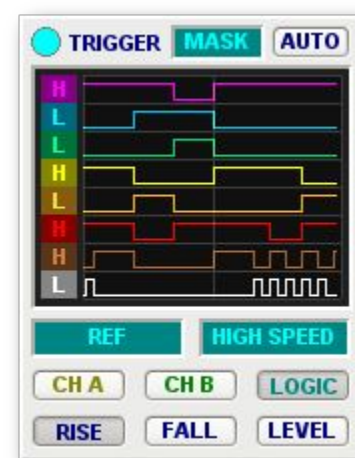 TRIGGER MASK AUTO
H
L
L
H
L
H
H
L
REF HIGH SPEED
CH A CH B LOGIC
RISE FALL LEVEL